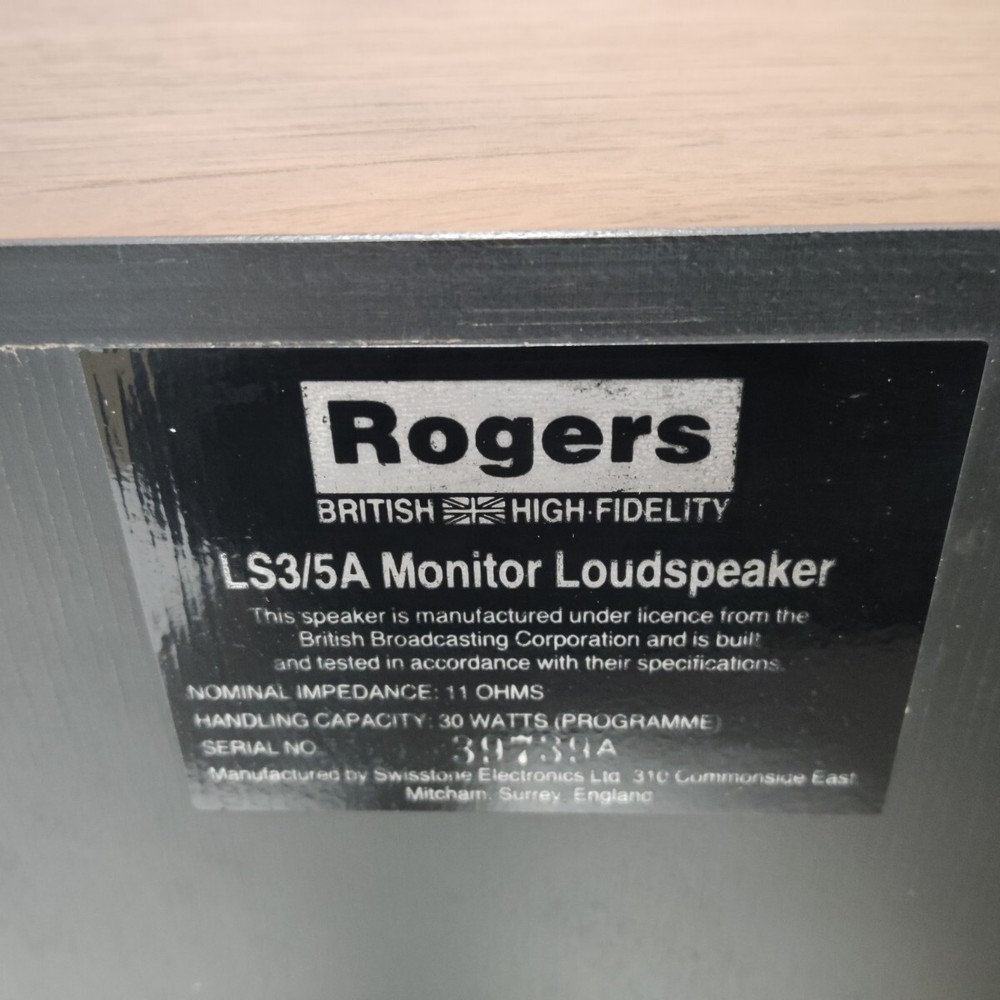 Rogers
BRITISH HIGH FIDELITY
LS3/5A Monitor Loudspeaker
This speaker is manufactured under licence from the
British Broadcasting Corporation and is built
and tested in accordance with their specifications.
NOMINAL IMPEDANCE: 11 OHMS
HANDLING CAPACITY: 30 WATTS (PROGRAMME)
SERIAL NO 39739A
Manufactured by Swisstone Electronics Ltd 310 Commonside East
Mitcham. Surrey England